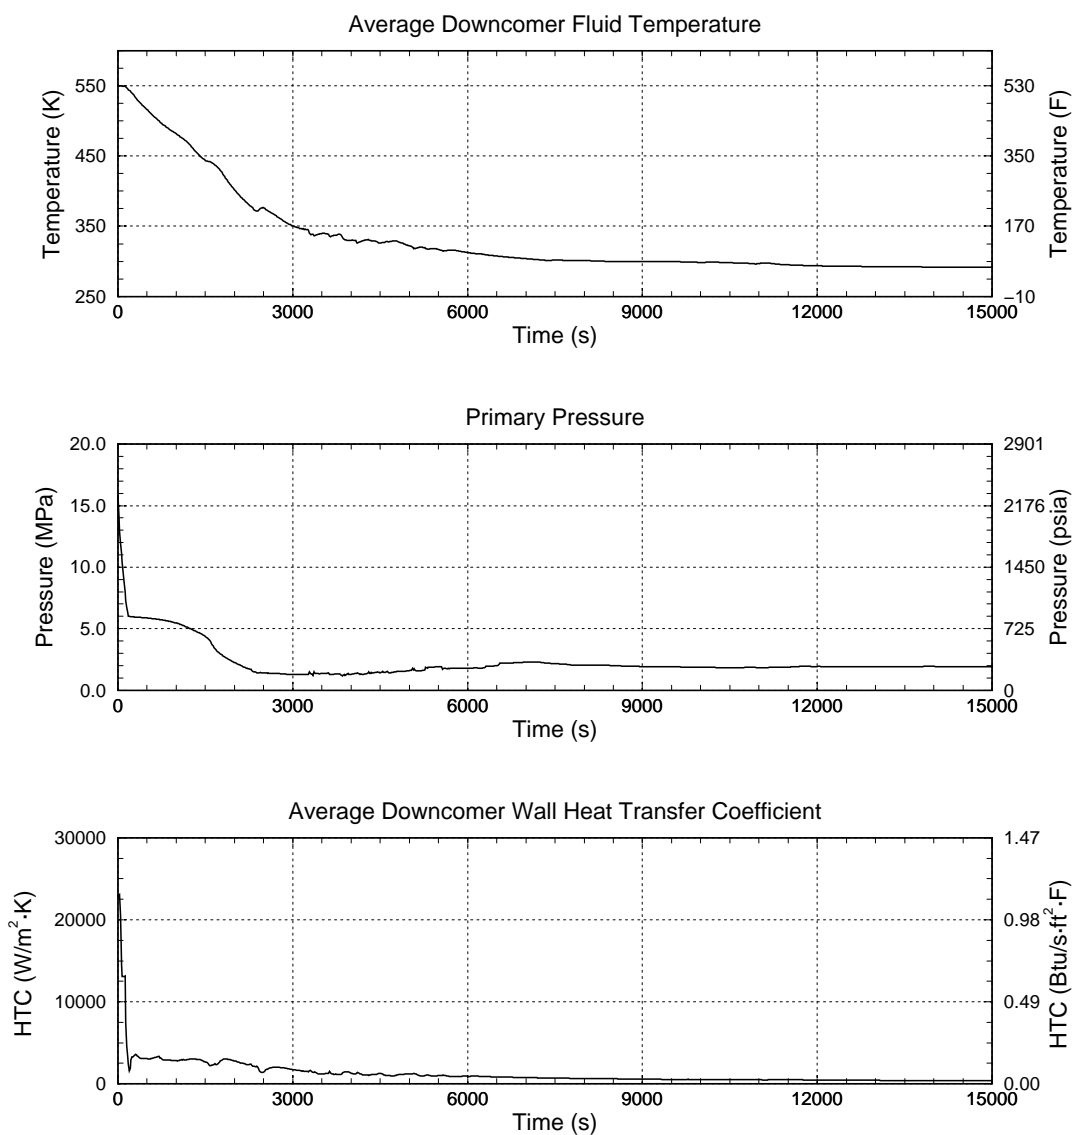 Average Downcomer Fluid Temperature
Temperature (K)
550
450
350
250
530
350
170
−10
Temperature (F)
0 3000 6000 9000 12000 15000
Time (s)
Primary Pressure
Pressure (MPa)
20.0
15.0
10.0
5.0
0.0
2901
2176
1450
725
0
Pressure (psia)
0 3000 6000 9000 12000 15000
Time (s)
Average Downcomer Wall Heat Transfer Coefficient
HTC (W/m²·K)
30000
20000
10000
0
1.47
0.98
0.49
0.00
HTC (Btu/s·ft²·F)
0 3000 6000 9000 12000 15000
Time (s)